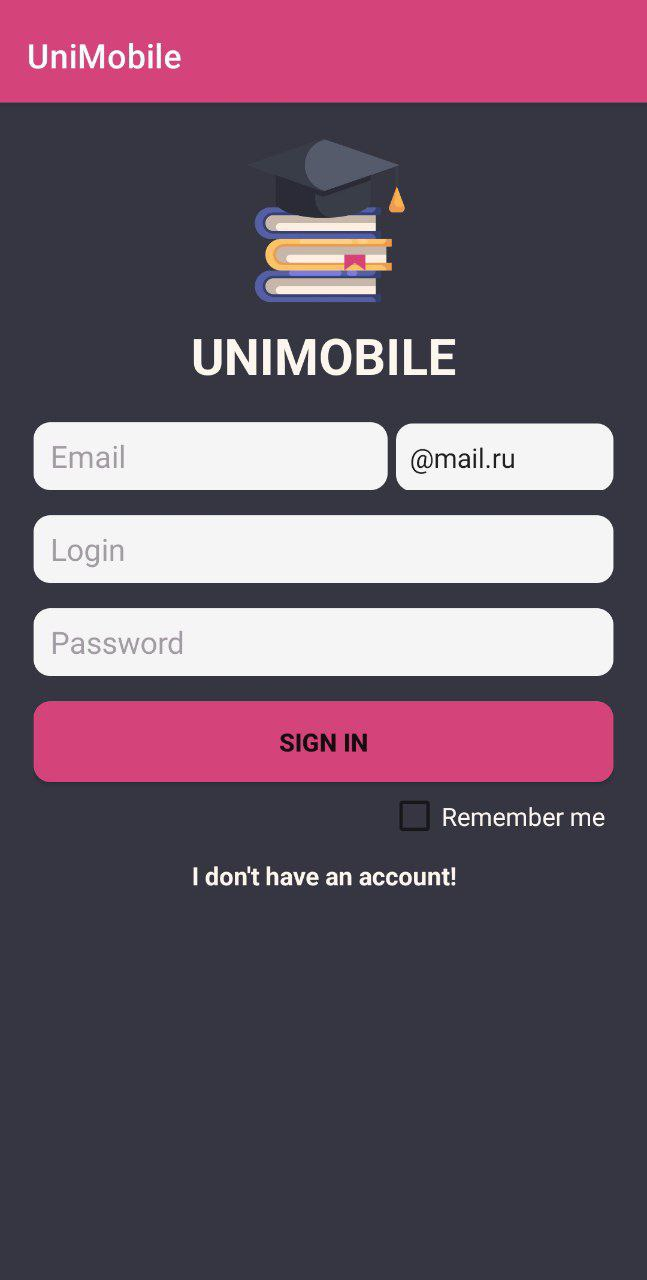 UniMobile
UNIMOBILE
Email @mail.ru
Login
Password
SIGN IN
Remember me
I don't have an account!